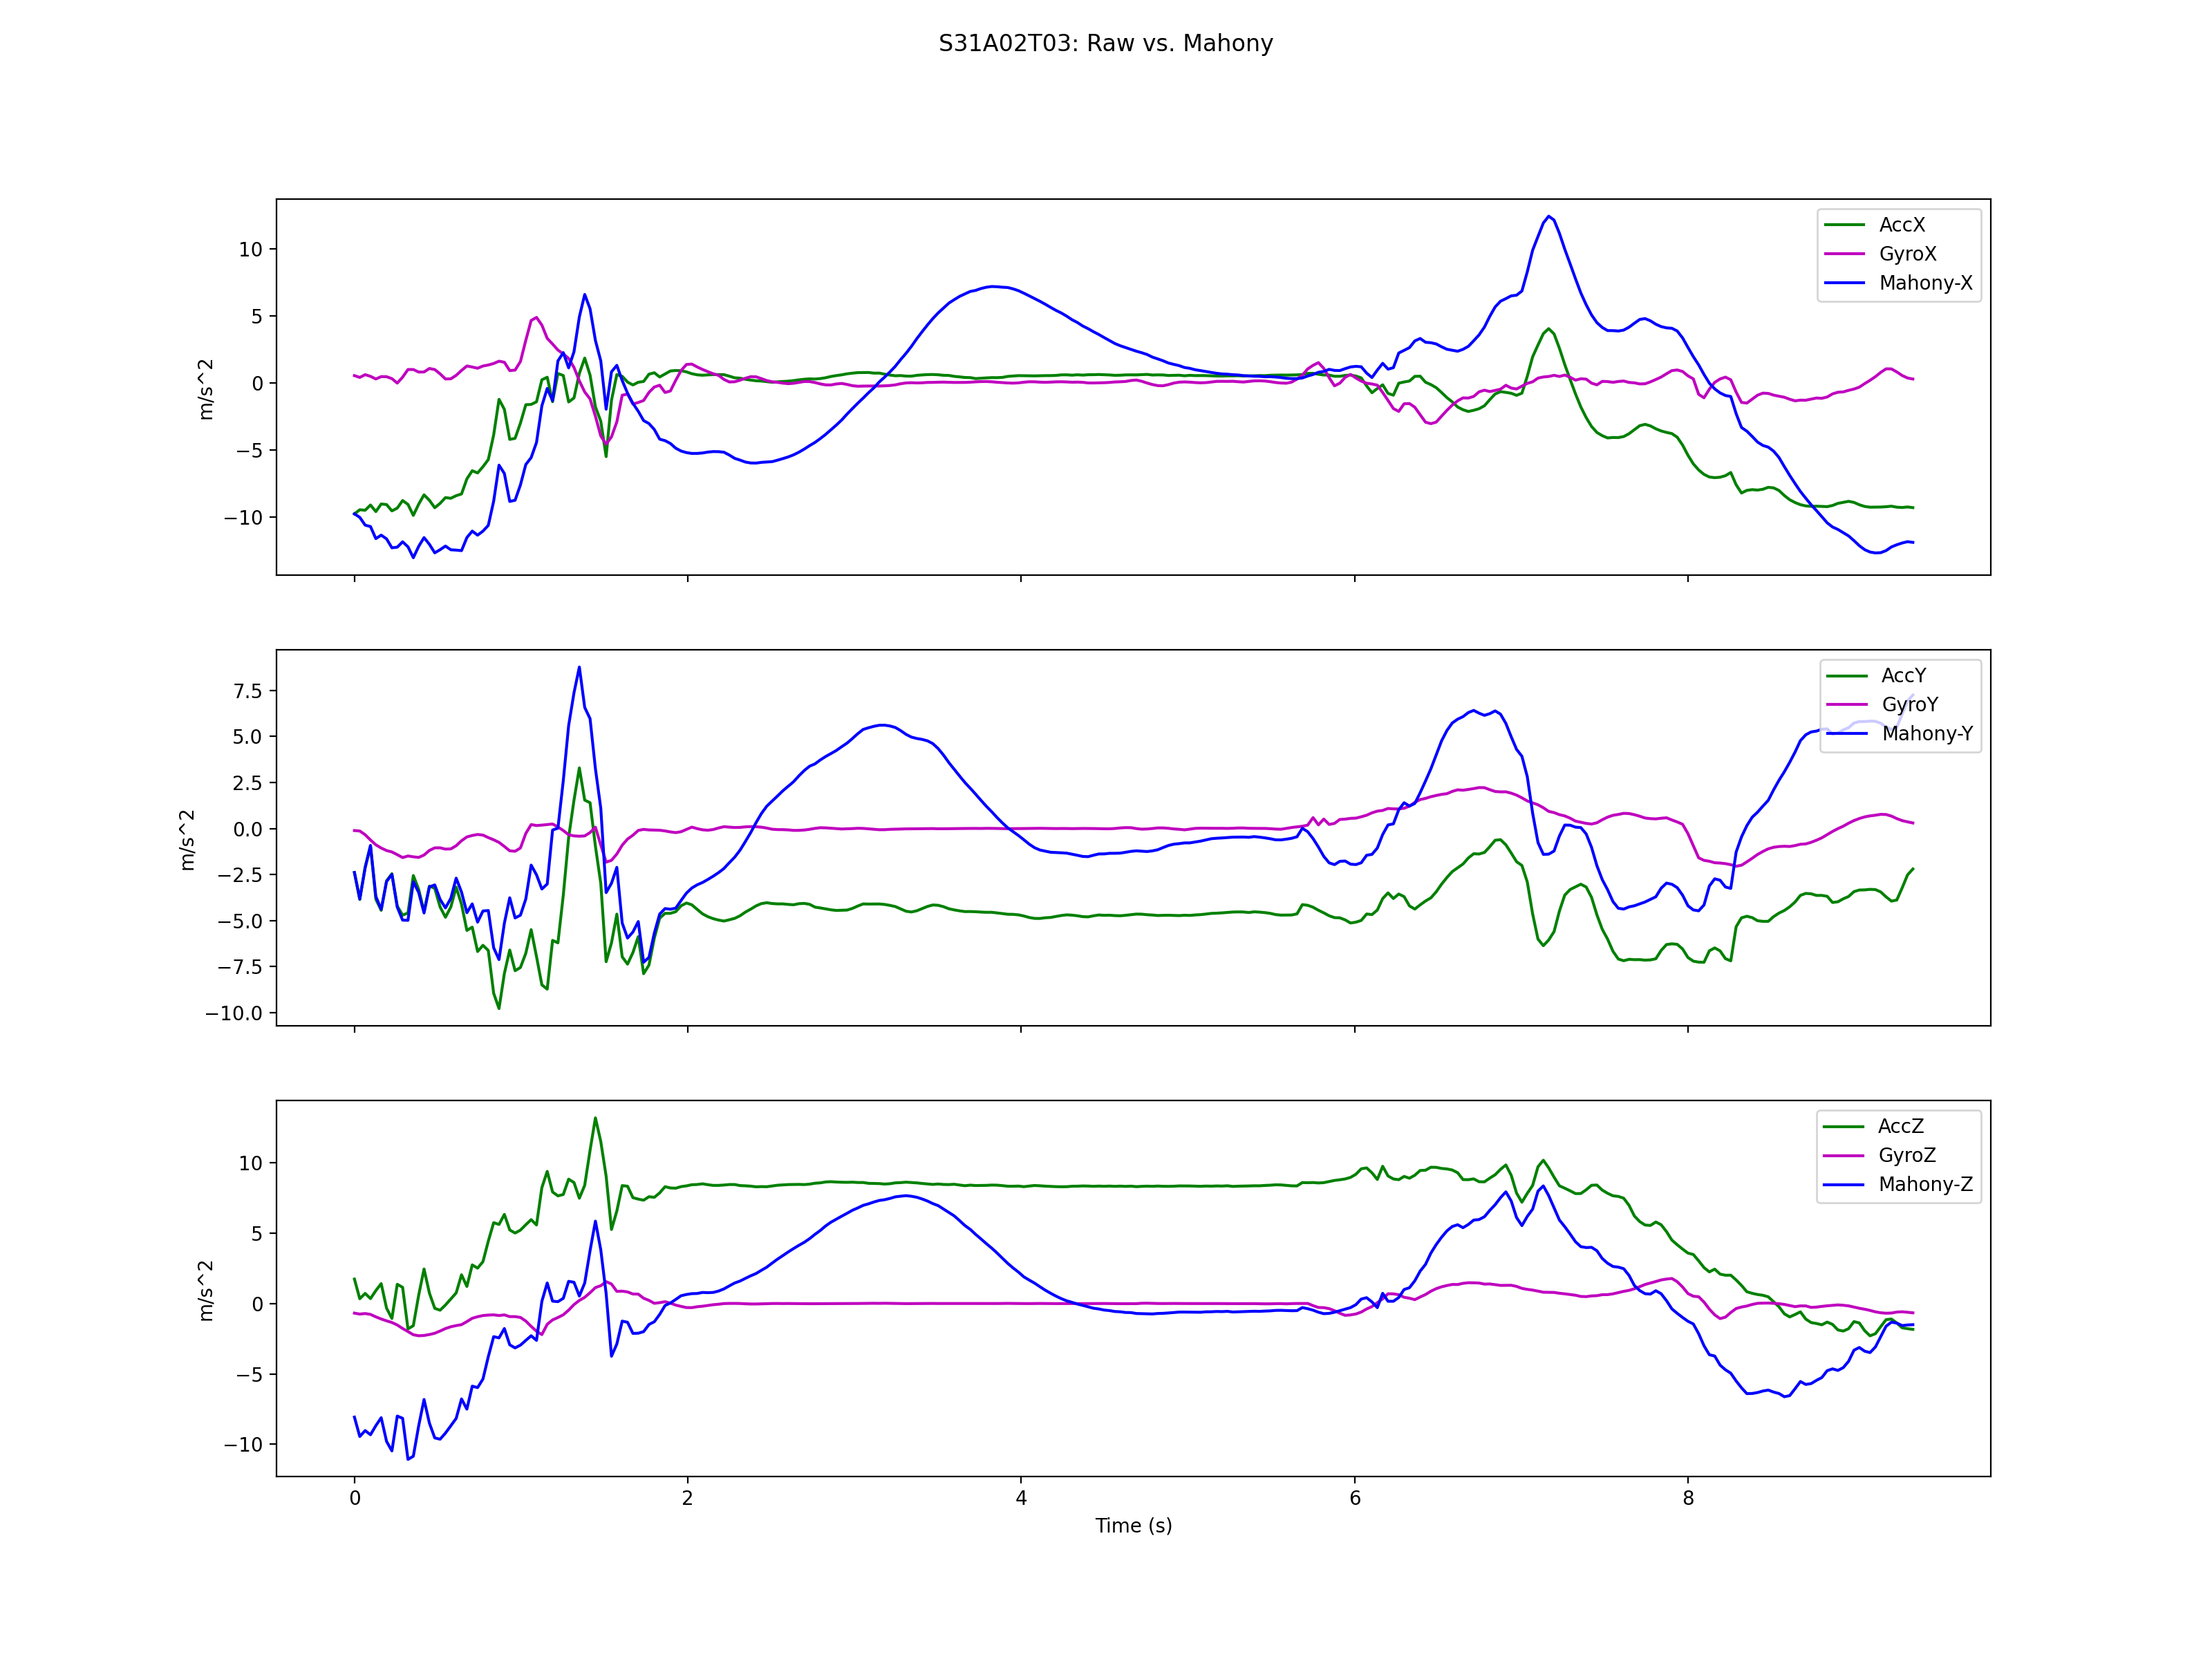 S31A02T03: Raw vs. Mahony
10
5
0
−5
−10
m/s^2
AccX
GyroX
Mahony-X
7.5
5.0
2.5
0.0
−2.5
−5.0
−7.5
−10.0
m/s^2
AccY
GyroY
Mahony-Y
10
5
0
−5
−10
m/s^2
AccZ
GyroZ
Mahony-Z
0 2 4 6 8
Time (s)